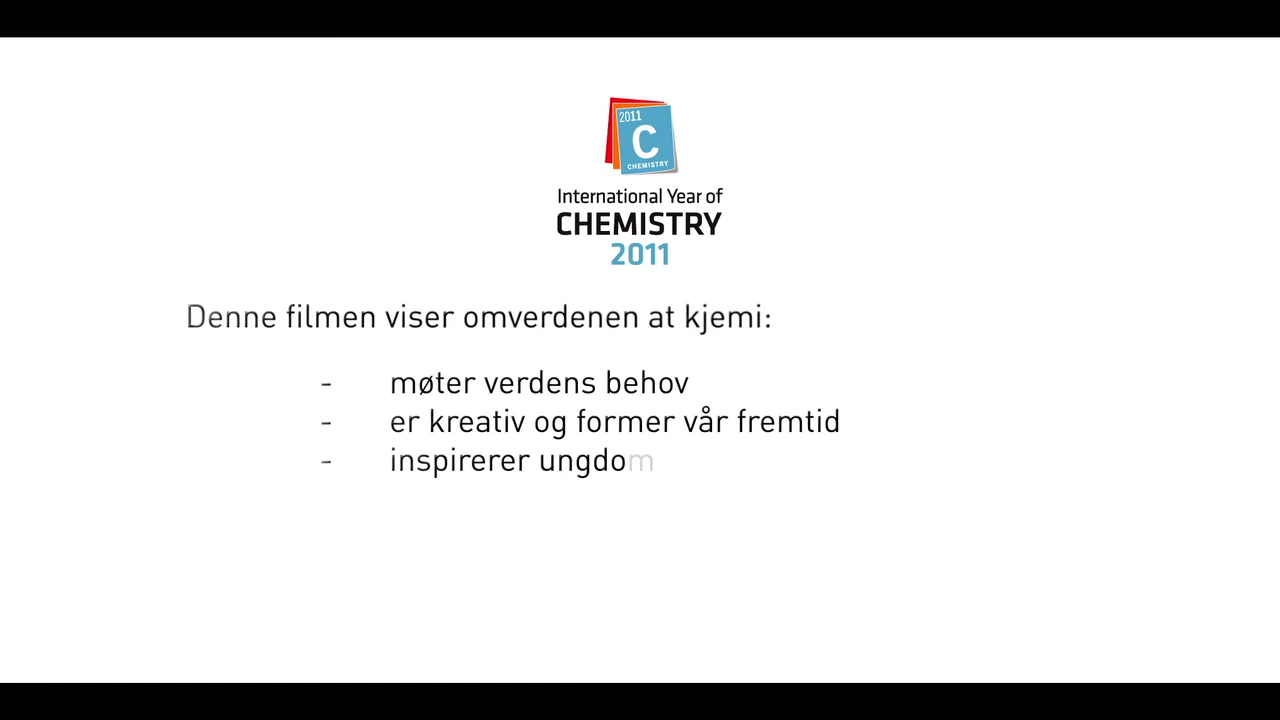 2011
C
CHEMISTRY
International Year of
CHEMISTRY
2011
Denne filmen viser omverdenen at kjemi:
- møter verdens behov
- er kreativ og former vår fremtid
- inspirerer ungdom